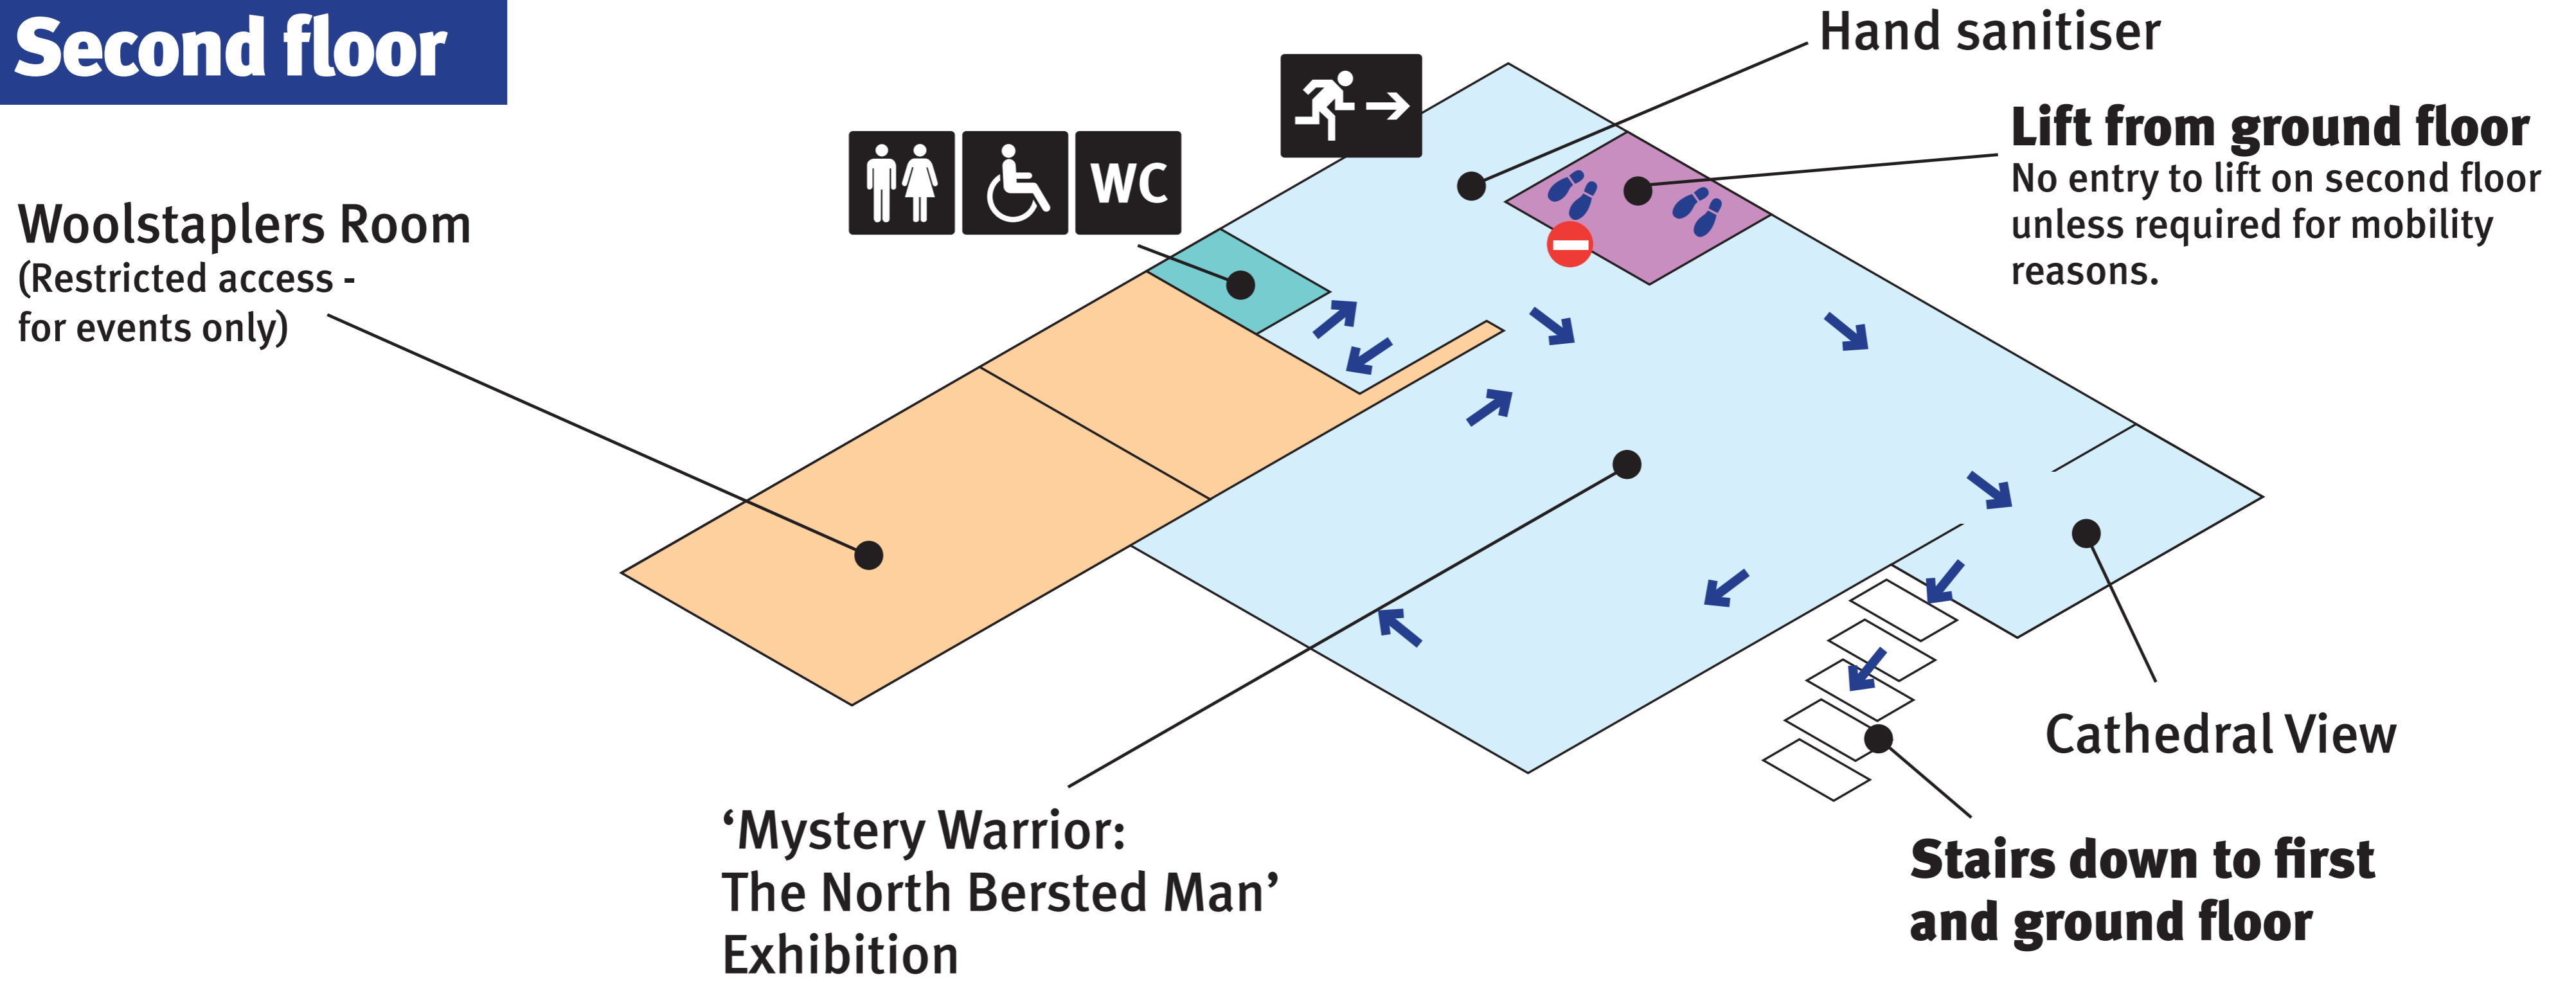 Second floor
Hand sanitiser
Lift from ground floor
No entry to lift on second floor
unless required for mobility
reasons.
WC
Woolstaplers Room
(Restricted access -
for events only)
Cathedral View
‘Mystery Warrior:
The North Bersted Man’
Exhibition
Stairs down to first
and ground floor